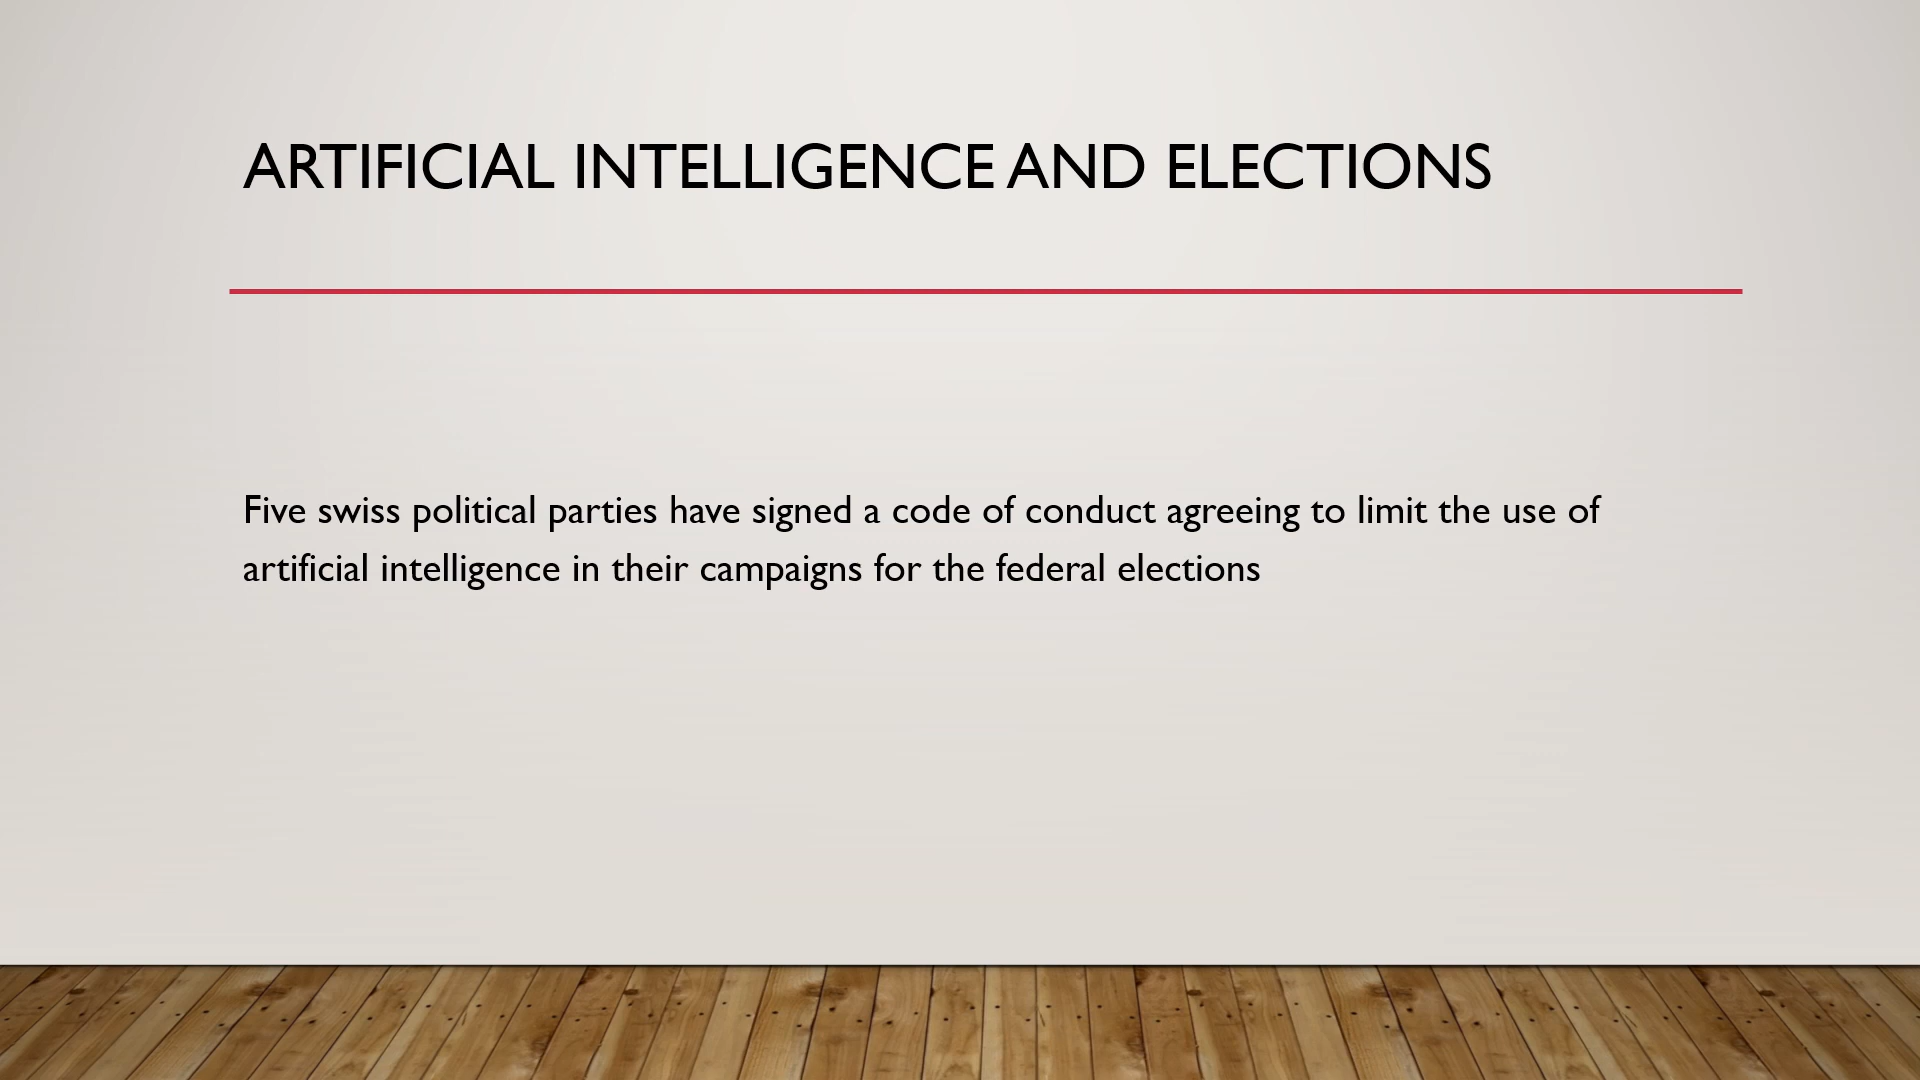 ARTIFICIAL INTELLIGENCE AND ELECTIONS
Five swiss political parties have signed a code of conduct agreeing to limit the use of
artificial intelligence in their campaigns for the federal elections